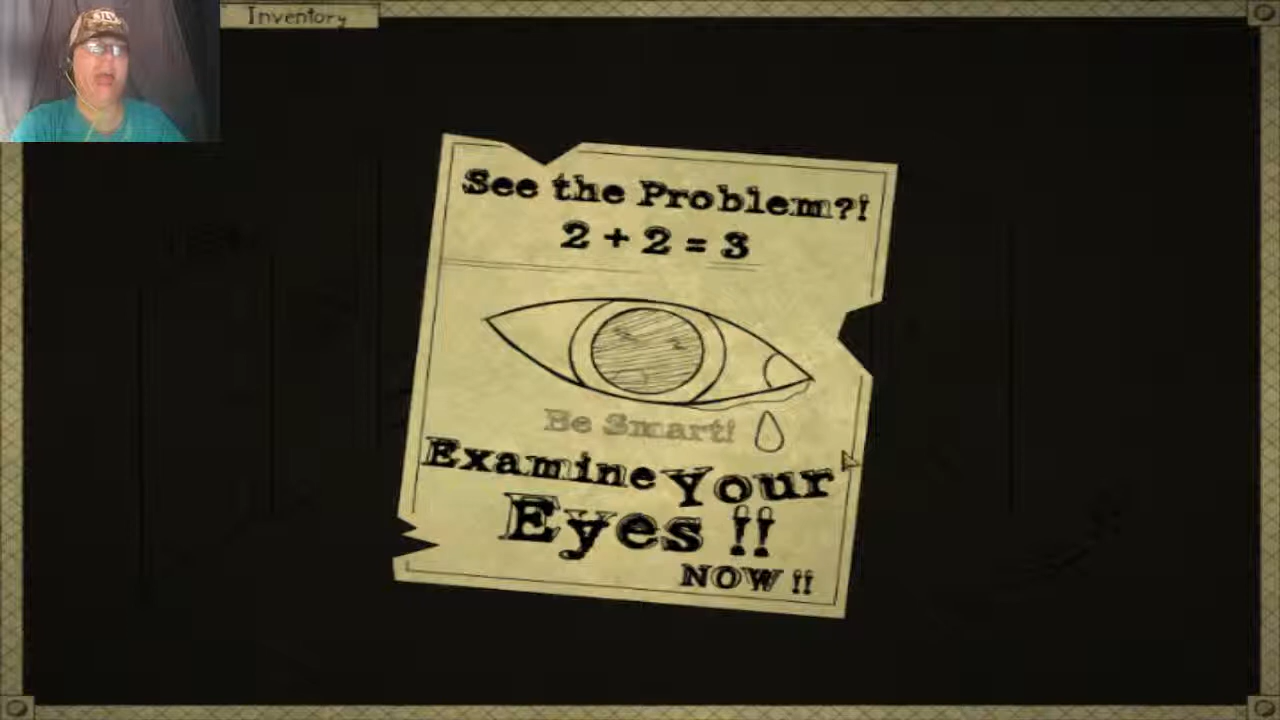 Inventory
See the Problem?!
2 + 2 = 3
Be Smart!
Examine Your
Eyes !!
NOW !!